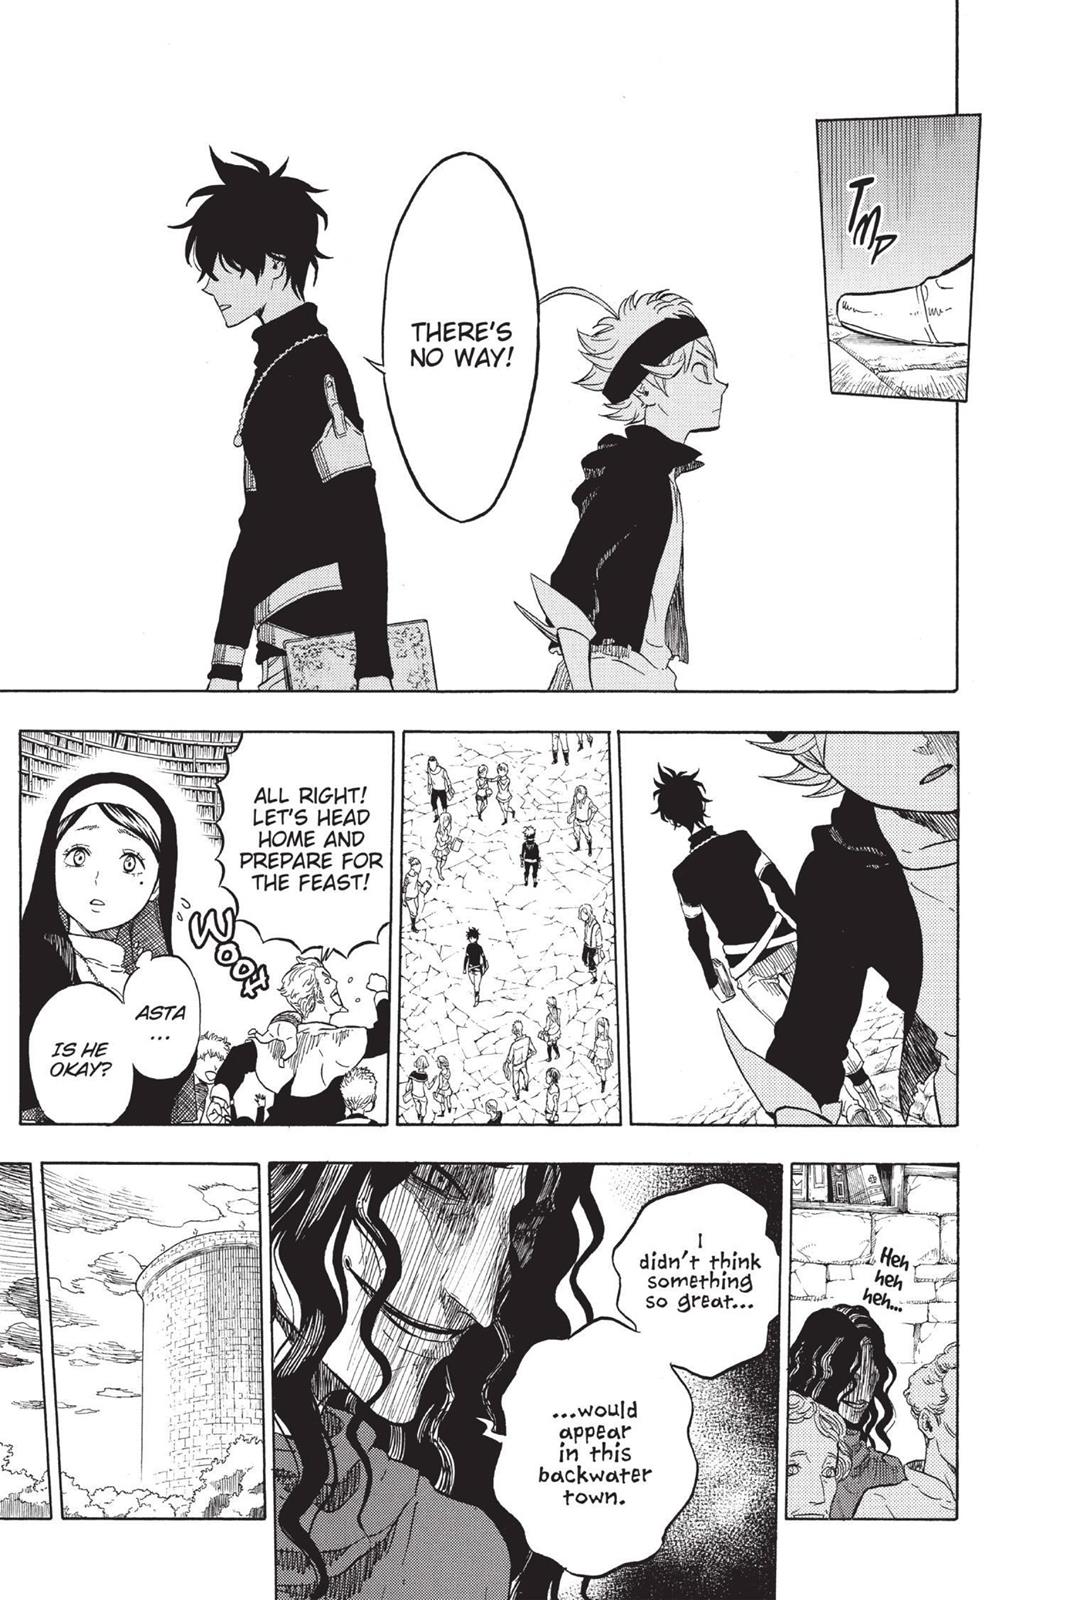 TMP
THERE'S
NO WAY!
ALL RIGHT!
LET'S HEAD
HOME AND
PREPARE FOR
THE FEAST!
WOOH
ASTA
...
IS HE
OKAY?
Heh
heh
heh...
I
didn't think
something
so great...
...would
appear
in this
backwater
town.